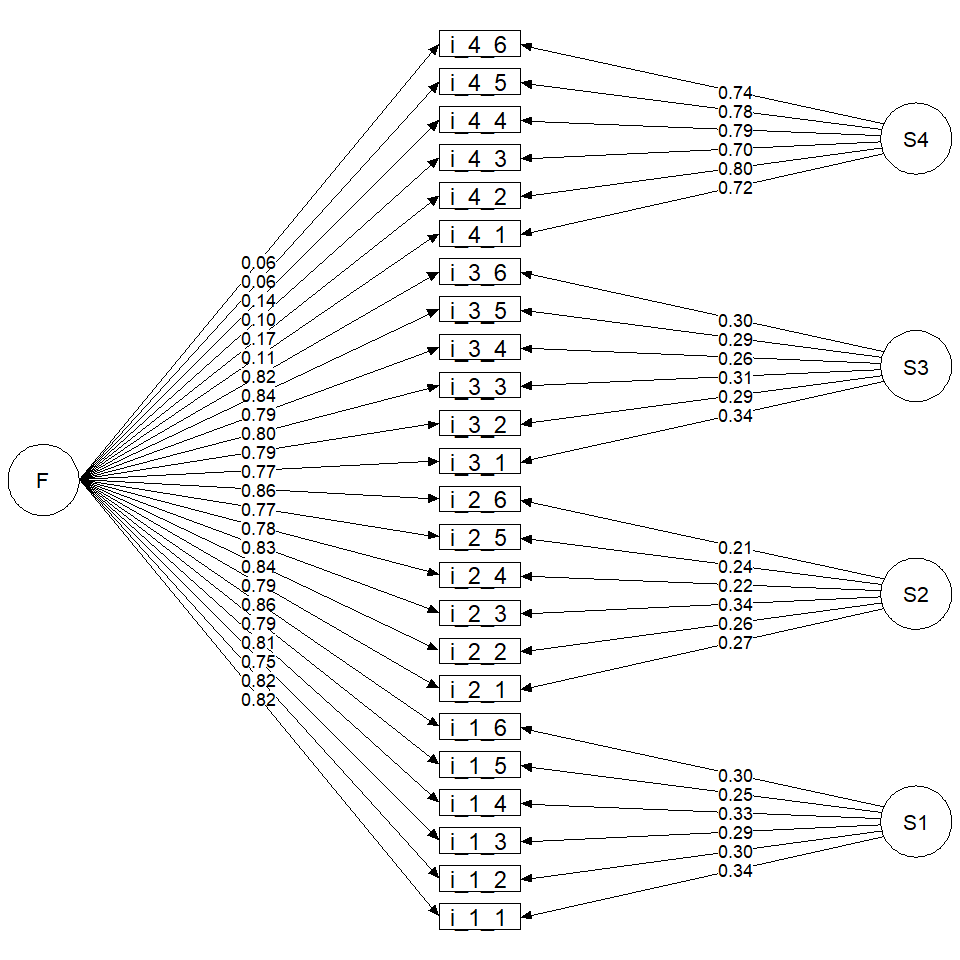 i_4_6
i_4_5
i_4_4
i_4_3
i_4_2
i_4_1
i_3_6
i_3_5
i_3_4
i_3_3
i_3_2
i_3_1
i_2_6
i_2_5
i_2_4
i_2_3
i_2_2
i_2_1
i_1_6
i_1_5
i_1_4
i_1_3
i_1_2
i_1_1
F
0.06
0.06
0.14
0.10
0.17
0.11
0.82
0.84
0.79
0.80
0.79
0.77
0.86
0.77
0.78
0.83
0.84
0.79
0.86
0.79
0.81
0.75
0.82
0.82
0.74
0.78
0.79
0.70
0.80
0.72
S4
0.30
0.29
0.26
0.31
0.29
0.34
S3
0.21
0.24
0.22
0.34
0.26
0.27
S2
0.30
0.25
0.33
0.29
0.30
0.34
S1